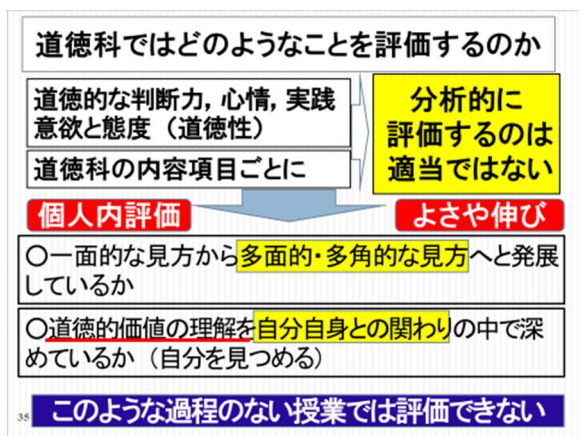 道徳科ではどのようなことを評価するのか
道徳的な判断力，心情，実践
意欲と態度（道徳性）
道徳科の内容項目ごとに
分析的に
評価するのは
適当ではない
個人内評価
よさや伸び
〇一面的な見方から多面的・多角的な見方へと発展
しているか
〇道徳的価値の理解を自分自身との関わりの中で深
めているか（自分を見つめる）
35
このような過程のない授業では評価できない